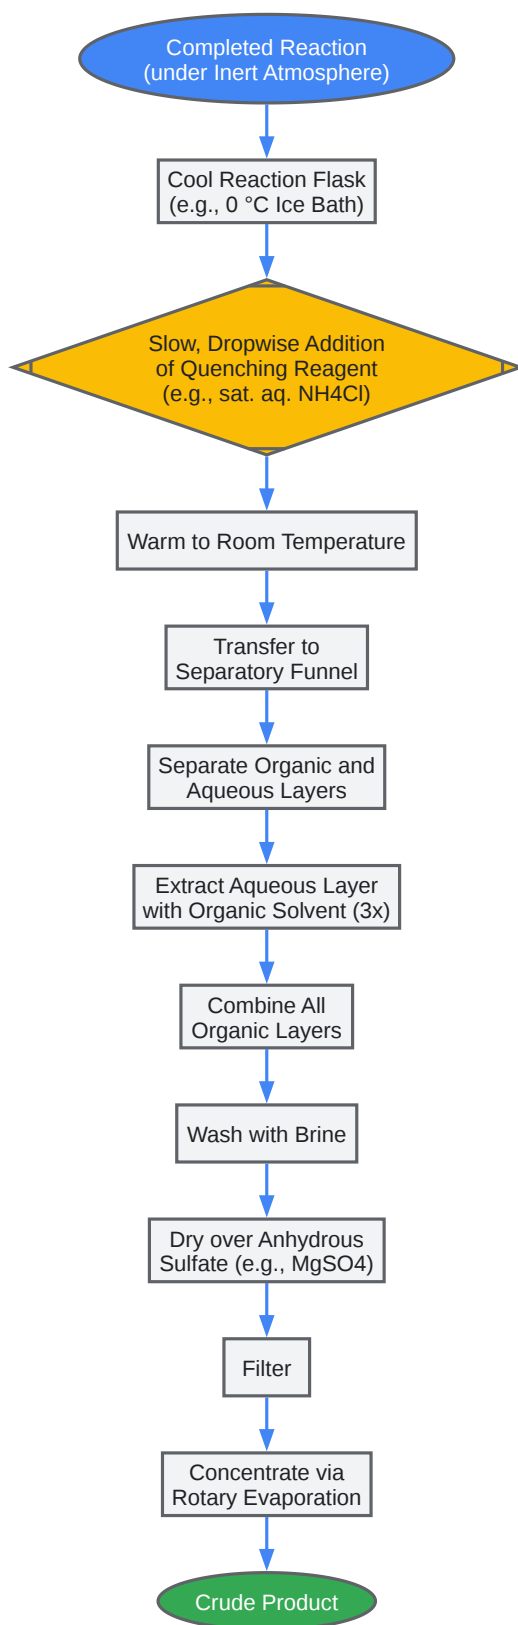 Completed Reaction
(under Inert Atmosphere)
Cool Reaction Flask
(e.g., 0 °C Ice Bath)
Slow, Dropwise Addition
of Quenching Reagent
(e.g., sat. aq. NH4Cl)
Warm to Room Temperature
Transfer to
Separatory Funnel
Separate Organic and
Aqueous Layers
Extract Aqueous Layer
with Organic Solvent (3x)
Combine All
Organic Layers
Wash with Brine
Dry over Anhydrous
Sulfate (e.g., MgSO4)
Filter
Concentrate via
Rotary Evaporation
Crude Product